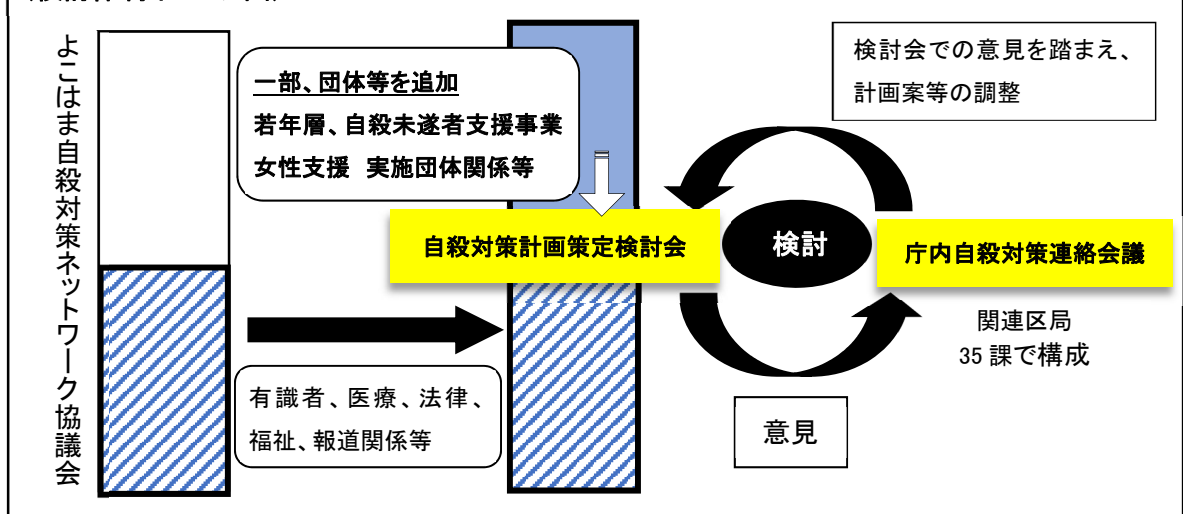 よこはま自殺対策ネットワーク協議会
一部、団体等を追加
若年層、自殺未遂者支援事業
女性支援 実施団体関係等
検討会での意見を踏まえ、
計画案等の調整
自殺対策計画策定検討会
検討
庁内自殺対策連絡会議
関連区局
35 課で構成
有識者、医療、法律、
福祉、報道関係等
意見